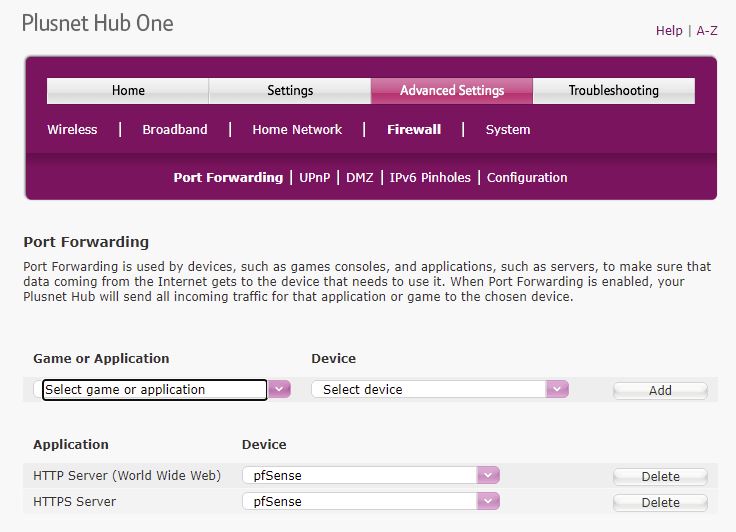 Plusnet Hub One
Help | A-Z
Home Settings Advanced Settings Troubleshooting
Wireless | Broadband | Home Network | Firewall | System
Port Forwarding | UPnP | DMZ | IPv6 Pinholes | Configuration
Port Forwarding
Port Forwarding is used by devices, such as games consoles, and applications, such as servers, to make sure that
data coming from the Internet gets to the device that needs to use it. When Port Forwarding is enabled, your
Plusnet Hub will send all incoming traffic for that application or game to the chosen device.
Game or Application Device
Select game or application Select device Add
Application Device
HTTP Server (World Wide Web) pfSense Delete
HTTPS Server pfSense Delete